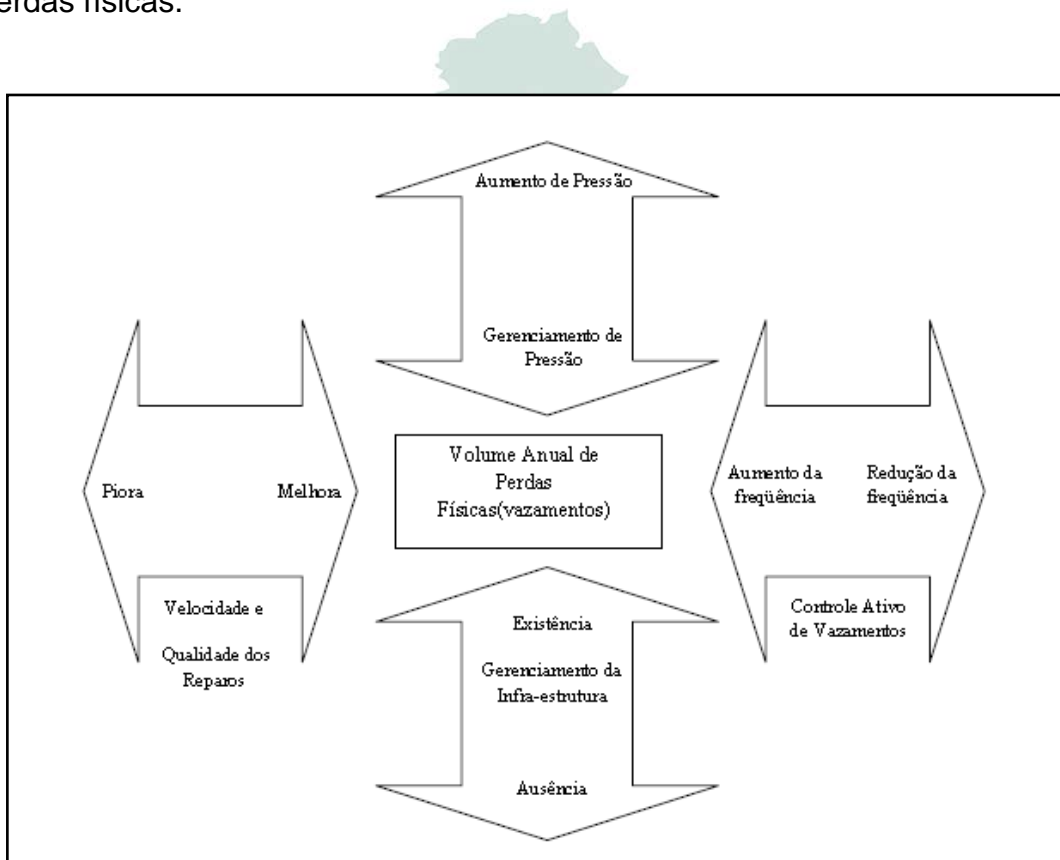 erdas físicas.
Aumento de Pressão
Gerenciamento de
Pressão
Volume Anual de
Perdas
Físicas(vazamentos)
Piora
Melhora
Aumento da
freqüência
Redução da
freqüência
Velocidade e
Qualidade dos
Reparos
Existência
Gerenciamento da
Infra-estrutura
Ausência
Controle Ativo
de Vazamentos